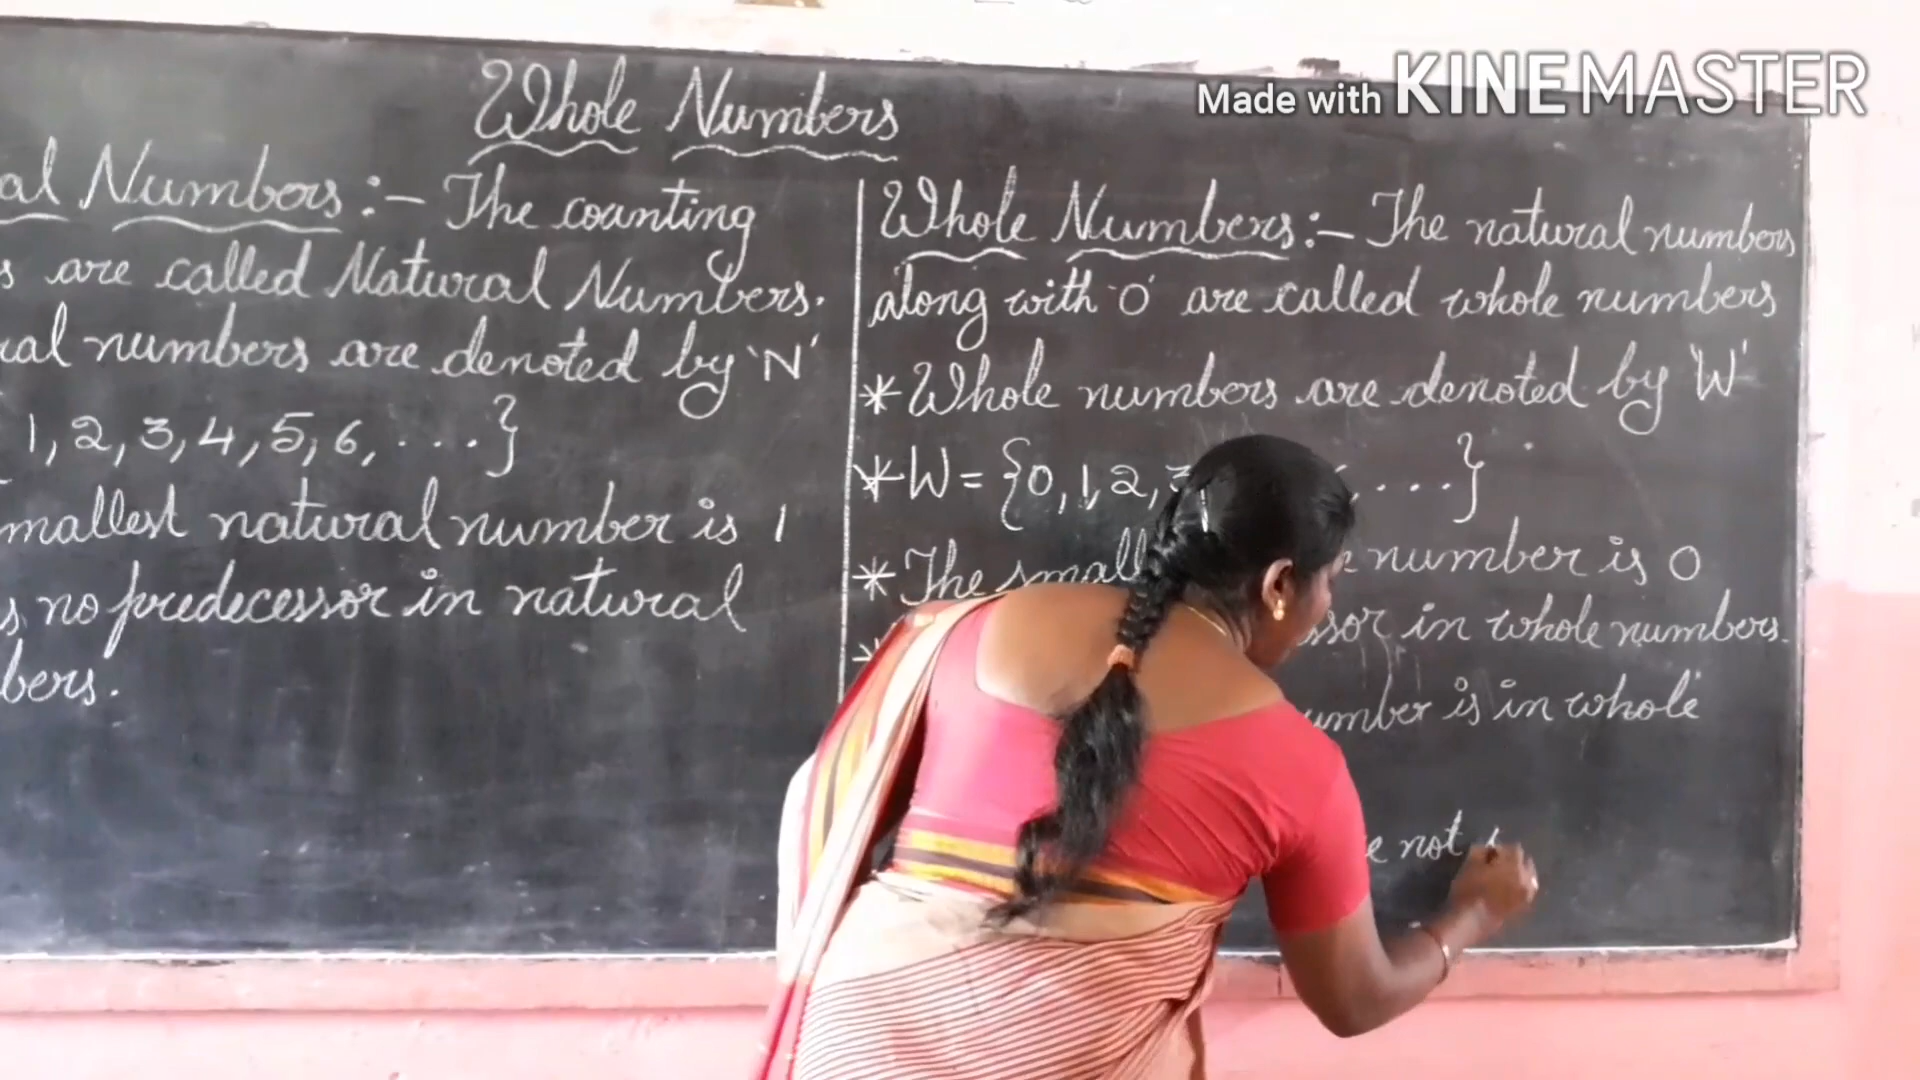 Made with KINEMASTER
Whole Numbers
al Numbers :- The counting
s are called Natural Numbers.
ral numbers are denoted by 'N'
1, 2, 3, 4, 5, 6, . . . .}
mallest natural number is 1
s no predecessor in natural
bers.
Whole Numbers :- The natural numbers
along with '0' are called whole numbers
* Whole numbers are denoted by 'W'
* W = {0, 1, 2, 3 , . . . .}
* The small number is 0
ssor in whole numbers.
umber is in whole
e not